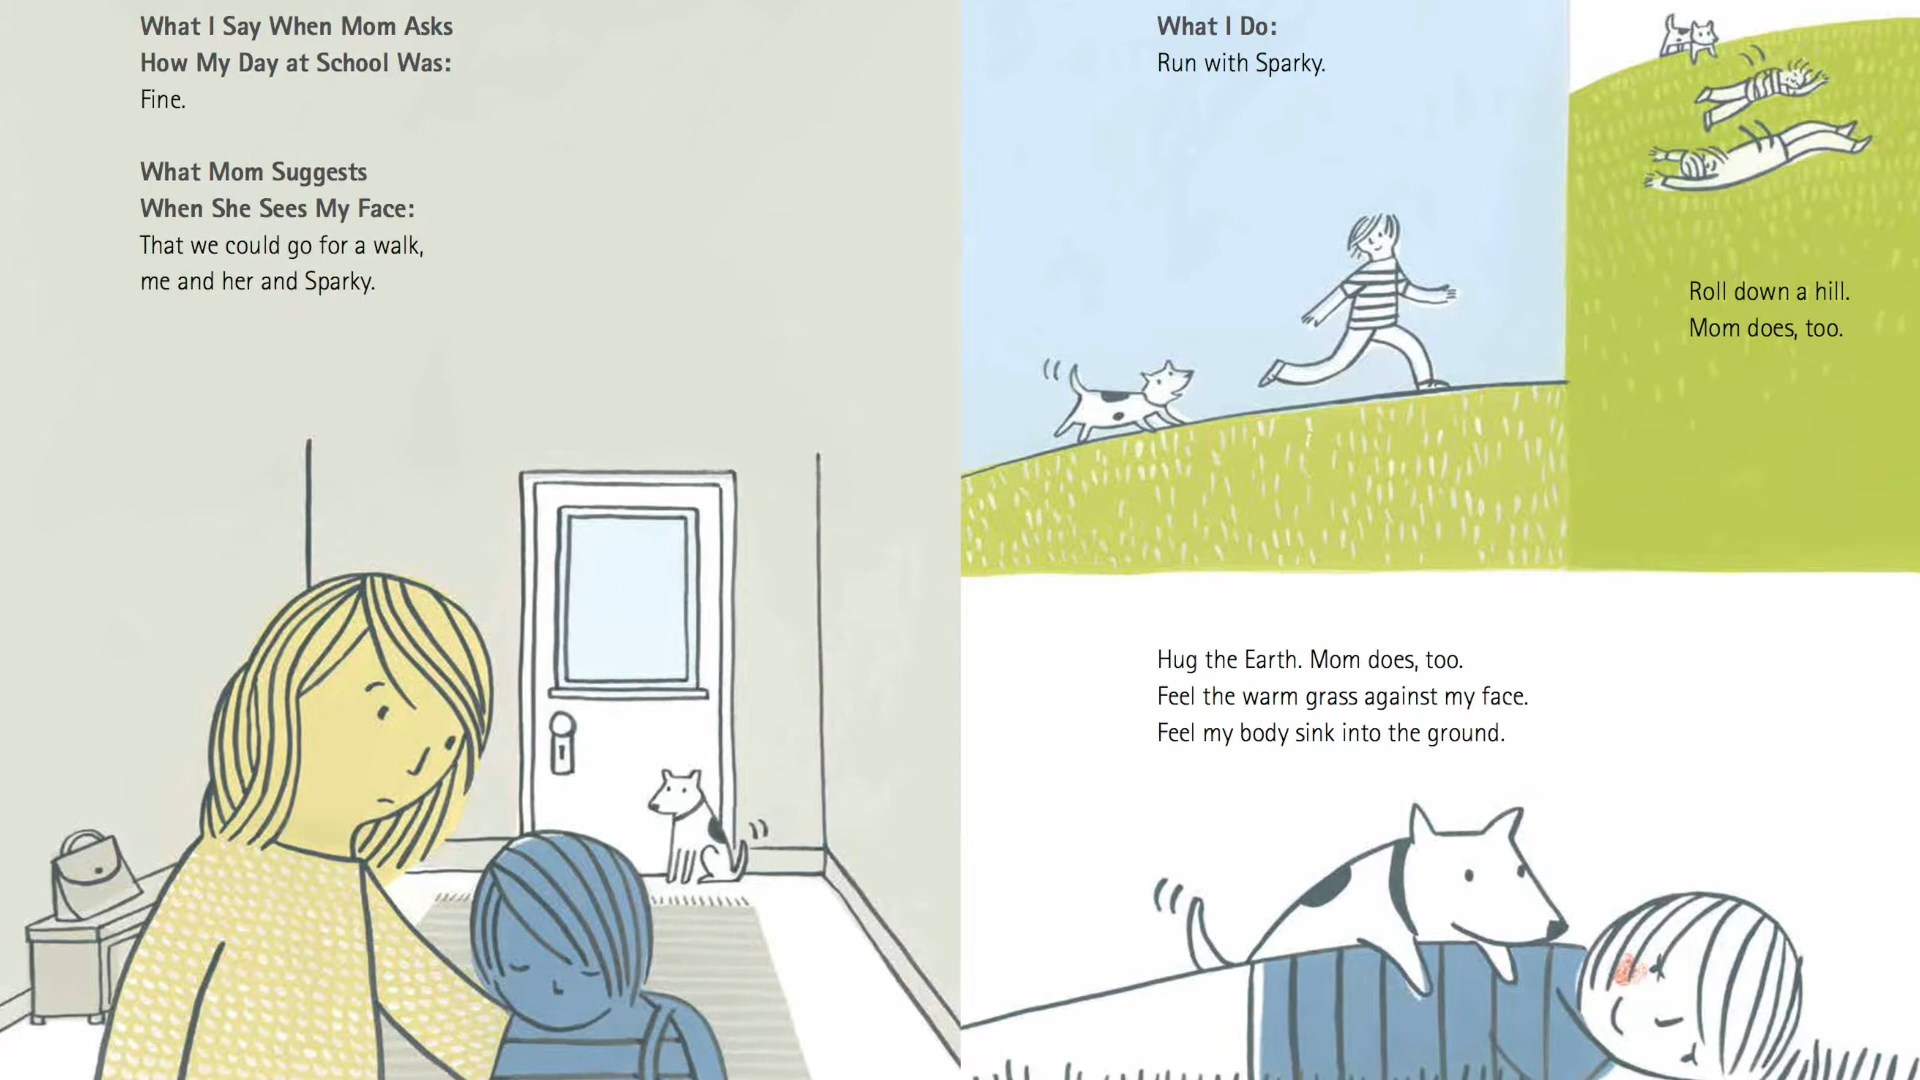 What I Say When Mom Asks
How My Day at School Was:
Fine.
What Mom Suggests
When She Sees My Face:
That we could go for a walk,
me and her and Sparky.
What I Do:
Run with Sparky.
Roll down a hill.
Mom does, too.
Hug the Earth. Mom does, too.
Feel the warm grass against my face.
Feel my body sink into the ground.